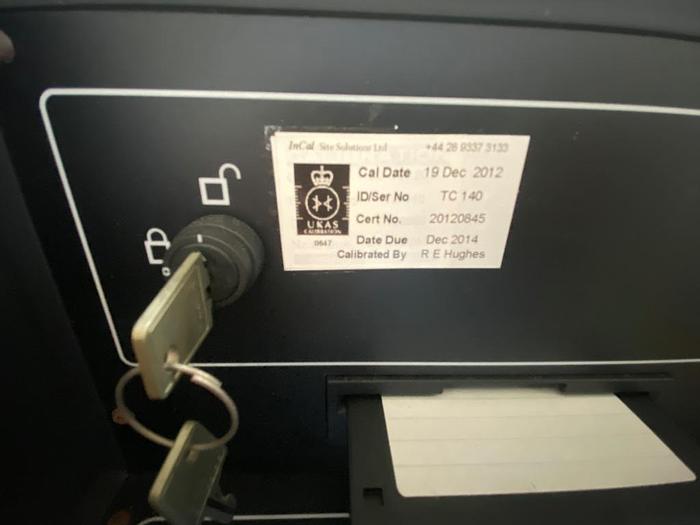 InCal Site Solutions Ltd +44 28 9337 3133
Cal Date 19 Dec 2012
ID/Ser No TC 140
Cert No. 20120845
Date Due Dec 2014
Calibrated By R E Hughes
UKAS
CALIBRATION
0647